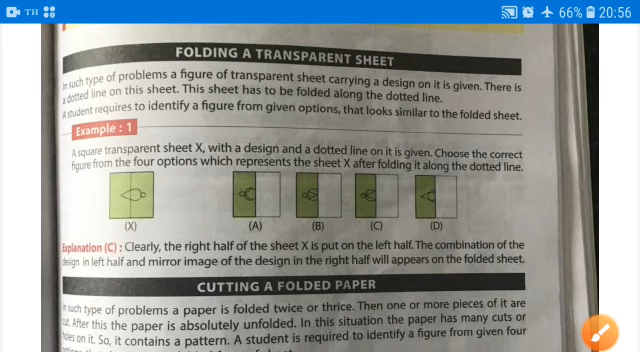 TH 66% 20:56
FOLDING A TRANSPARENT SHEET
In such type of problems a figure of transparent sheet carrying a design on it is given. There is
a dotted line on this sheet. This sheet has to be folded along the dotted line.
A student requires to identify a figure from given options, that looks similar to the folded sheet.
Example : 1
A square transparent sheet X, with a design and a dotted line on it is given. Choose the correct
figure from the four options which represents the sheet X after folding it along the dotted line.
(X) (A) (B) (C) (D)
Explanation (C) : Clearly, the right half of the sheet X is put on the left half. The combination of the
design in left half and mirror image of the design in the right half will appears on the folded sheet.
CUTTING A FOLDED PAPER
In such type of problems a paper is folded twice or thrice. Then one or more pieces of it are
cut. After this the paper is absolutely unfolded. In this situation the paper has many cuts or
holes on it. So, it contains a pattern. A student is required to identify a figure from given four